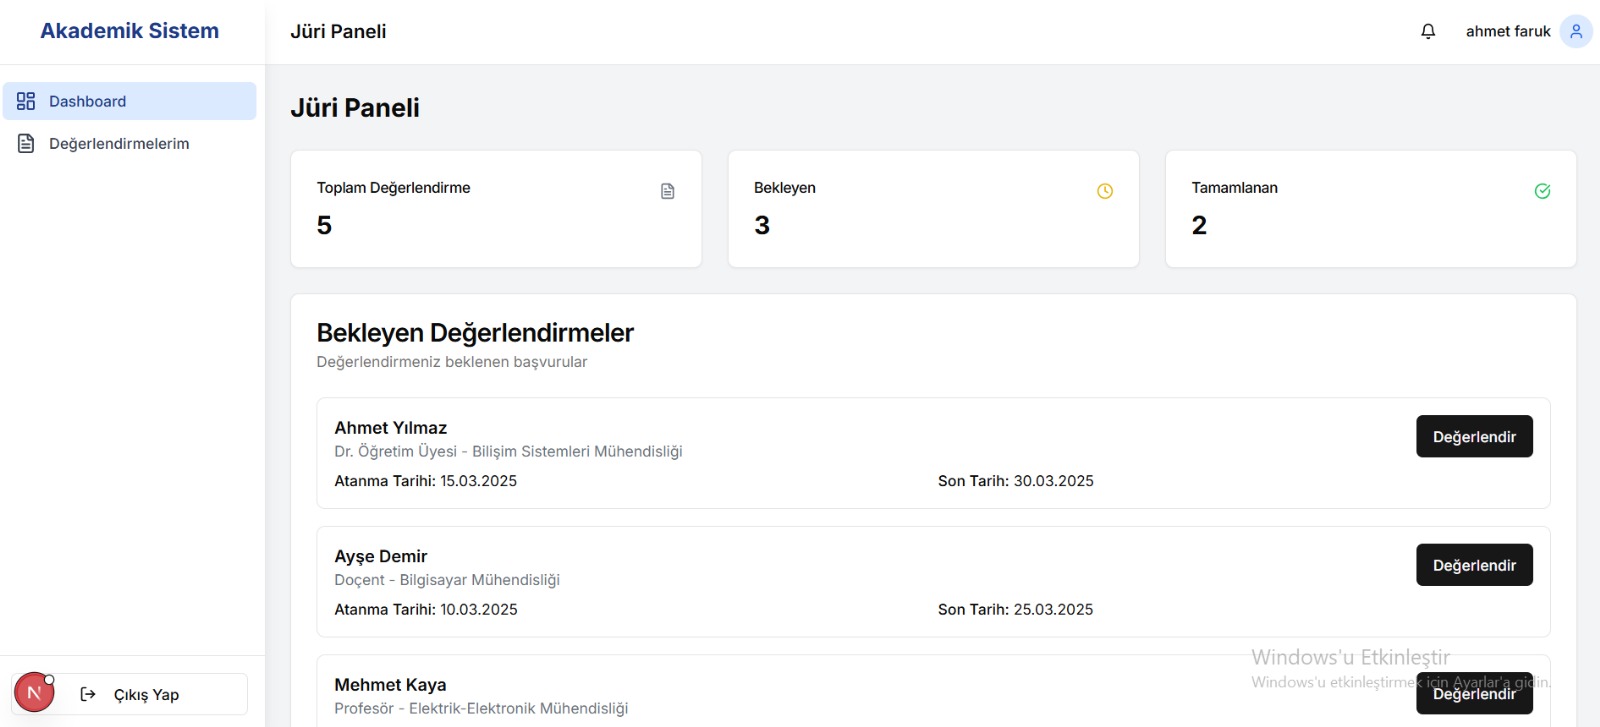 Akademik Sistem
Jüri Paneli
ahmet faruk
Dashboard
Değerlendirmelerim
Jüri Paneli
Toplam Değerlendirme
5
Bekleyen
3
Tamamlanan
2
Bekleyen Değerlendirmeler
Değerlendirmeniz beklenen başvurular
Ahmet Yılmaz
Dr. Öğretim Üyesi - Bilişim Sistemleri Mühendisliği
Atanma Tarihi: 15.03.2025
Son Tarih: 30.03.2025
Değerlendir
Ayşe Demir
Doçent - Bilgisayar Mühendisliği
Atanma Tarihi: 10.03.2025
Son Tarih: 25.03.2025
Değerlendir
Mehmet Kaya
Profesör - Elektrik-Elektronik Mühendisliği
Değerlendir
Windows'u Etkinleştir
Windows'u etkinleştirmek için Ayarlar'a gidin.
N
Çıkış Yap